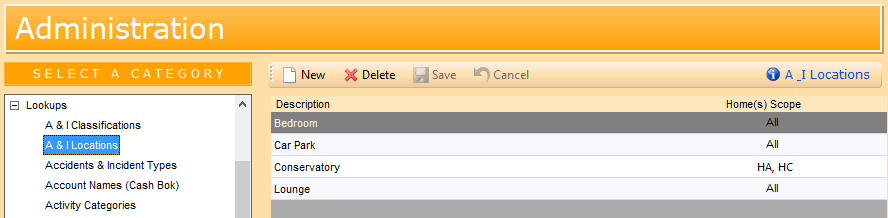 Administration
SELECT A CATEGORY
New Delete Save Cancel A _I Locations
Lookups
A & I Classifications
A & I Locations
Accidents & Incident Types
Account Names (Cash Bok)
Activity Categories
Description Home(s) Scope
Bedroom All
Car Park All
Conservatory HA, HC
Lounge All